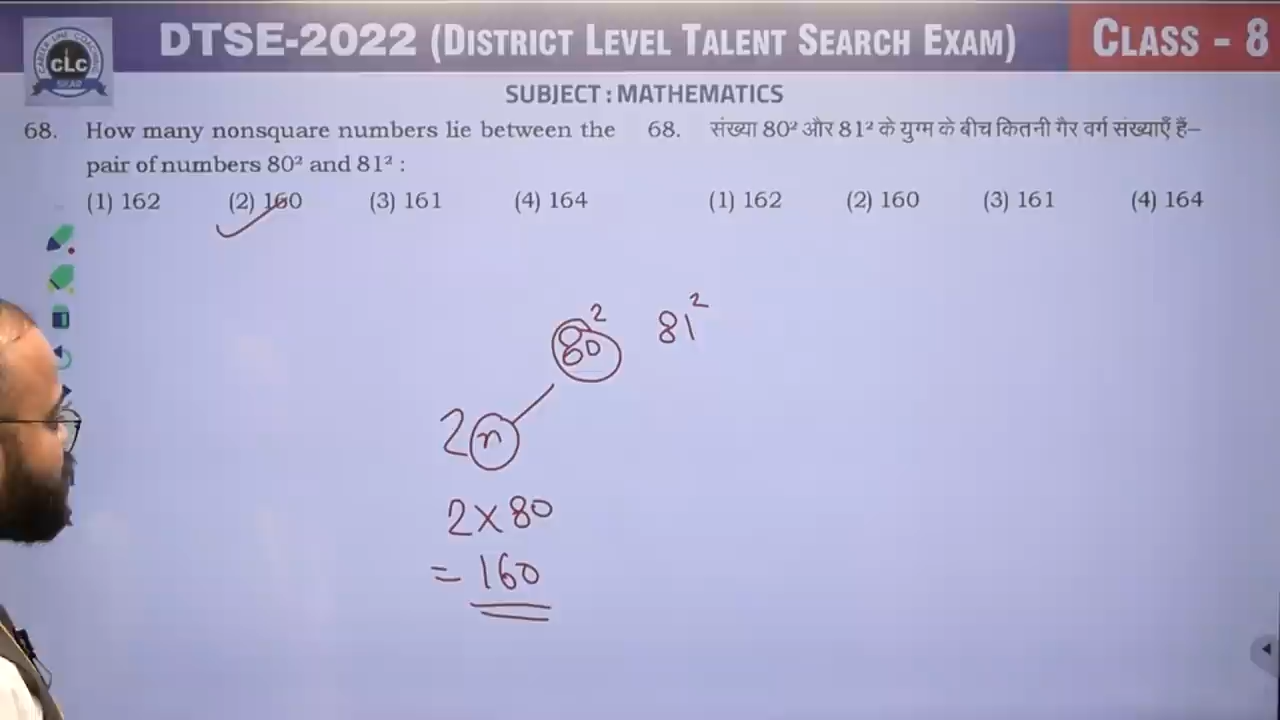 DTSE-2022 (DISTRICT LEVEL TALENT SEARCH EXAM)
CLASS - 8
CLC
SUBJECT : MATHEMATICS
68. How many nonsquare numbers lie between the
pair of numbers 80² and 81² :
(1) 162 (2) 160 (3) 161 (4) 164
68. संख्या 80² और 81² के युग्म के बीच कितनी गैर वर्ग संख्याएँ हैं–
(1) 162 (2) 160 (3) 161 (4) 164
80² 81²
2n
2×80
= 160